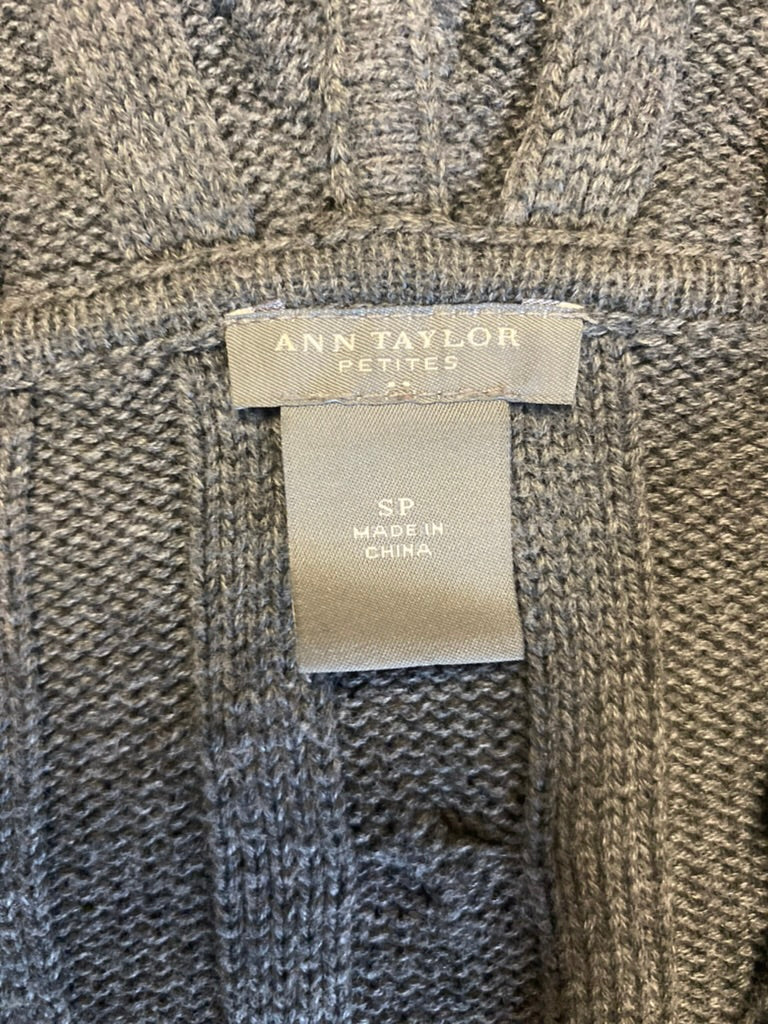 ANN TAYLOR
PETITES
SP
MADE IN
CHINA